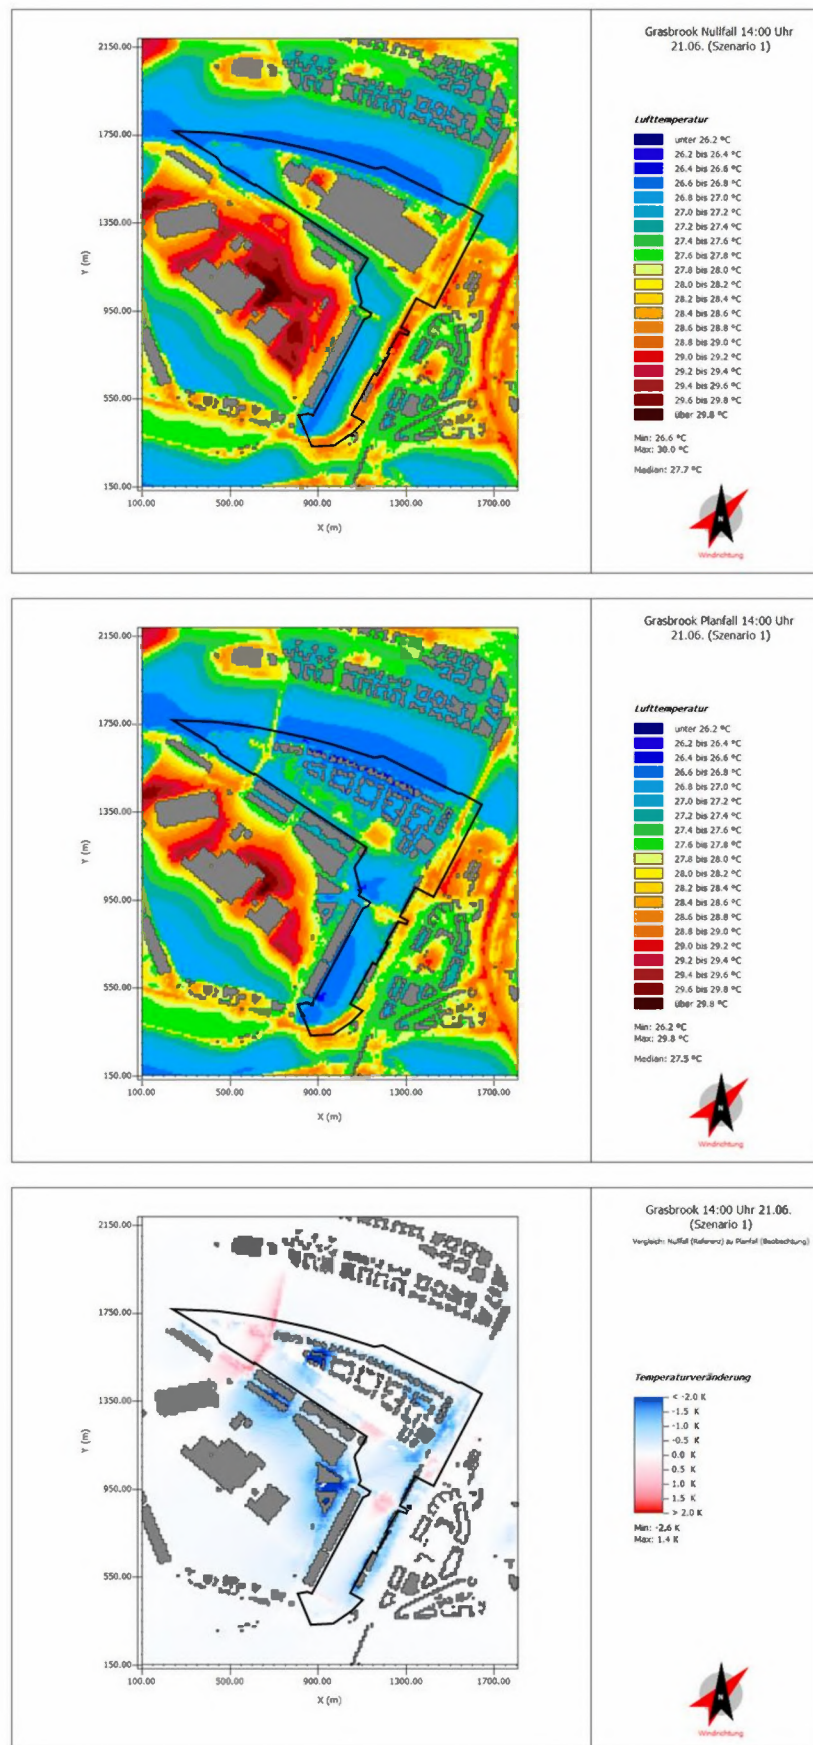 Grasbrook Nullfall 14:00 Uhr
21.06. (Szenario 1)
2150.00
1750.00
1350.00
950.00
550.00
150.00
Y (m)
100.00 500.00 900.00 1300.00 1700.00
X (m)
Lufttemperatur
unter 26.2 °C
26.2 bis 26.4 °C
26.4 bis 26.6 °C
26.6 bis 26.8 °C
26.8 bis 27.0 °C
27.0 bis 27.2 °C
27.2 bis 27.4 °C
27.4 bis 27.6 °C
27.6 bis 27.8 °C
27.8 bis 28.0 °C
28.0 bis 28.2 °C
28.2 bis 28.4 °C
28.4 bis 28.6 °C
28.6 bis 28.8 °C
28.8 bis 29.0 °C
29.0 bis 29.2 °C
29.2 bis 29.4 °C
29.4 bis 29.6 °C
29.6 bis 29.8 °C
über 29.8 °C
Min: 26.6 °C
Max: 30.0 °C
Median: 27.7 °C
N
Windrichtung
Grasbrook Planfall 14:00 Uhr
21.06. (Szenario 1)
2150.00
1750.00
1350.00
950.00
550.00
150.00
Y (m)
100.00 500.00 900.00 1300.00 1700.00
X (m)
Lufttemperatur
unter 26.2 °C
26.2 bis 26.4 °C
26.4 bis 26.6 °C
26.6 bis 26.8 °C
26.8 bis 27.0 °C
27.0 bis 27.2 °C
27.2 bis 27.4 °C
27.4 bis 27.6 °C
27.6 bis 27.8 °C
27.8 bis 28.0 °C
28.0 bis 28.2 °C
28.2 bis 28.4 °C
28.4 bis 28.6 °C
28.6 bis 28.8 °C
28.8 bis 29.0 °C
29.0 bis 29.2 °C
29.2 bis 29.4 °C
29.4 bis 29.6 °C
29.6 bis 29.8 °C
über 29.8 °C
Min: 26.2 °C
Max: 29.8 °C
Median: 27.5 °C
N
Windrichtung
Grasbrook 14:00 Uhr 21.06.
(Szenario 1)
Vergleich: Nullfall (Referenz) zu Planfall (Beobachtung)
2150.00
1750.00
1350.00
950.00
550.00
150.00
Y (m)
100.00 500.00 900.00 1300.00 1700.00
X (m)
Temperaturveränderung
< -2.0 K
-1.5 K
-1.0 K
-0.5 K
0.0 K
0.5 K
1.0 K
1.5 K
> 2.0 K
Min: -2.6 K
Max: 1.4 K
N
Windrichtung